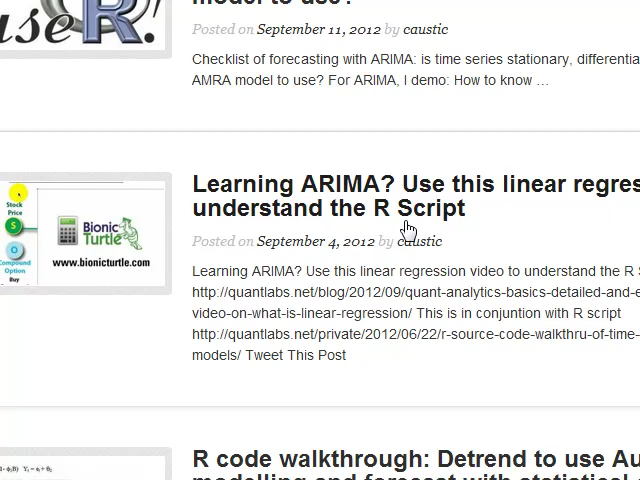 model to use?
use R!
Posted on September 11, 2012 by caustic
Checklist of forecasting with ARIMA: is time series stationary, differentia
AMRA model to use? For ARIMA, I demo: How to know …
Learning ARIMA? Use this linear regres
understand the R Script
Stock
Price
S
Bionic
Turtle
O
Compound
Option
www.bionicturtle.com
Buy
Posted on September 4, 2012 by caustic
Learning ARIMA? Use this linear regression video to understand the R S
http://quantlabs.net/blog/2012/09/quant-analytics-basics-detailed-and-e
video-on-what-is-linear-regression/ This is in conjuntion with R script
http://quantlabs.net/private/2012/06/22/r-source-code-walkthru-of-time-
models/ Tweet This Post
R code walkthrough: Detrend to use Au
modelling and forecast with statistical